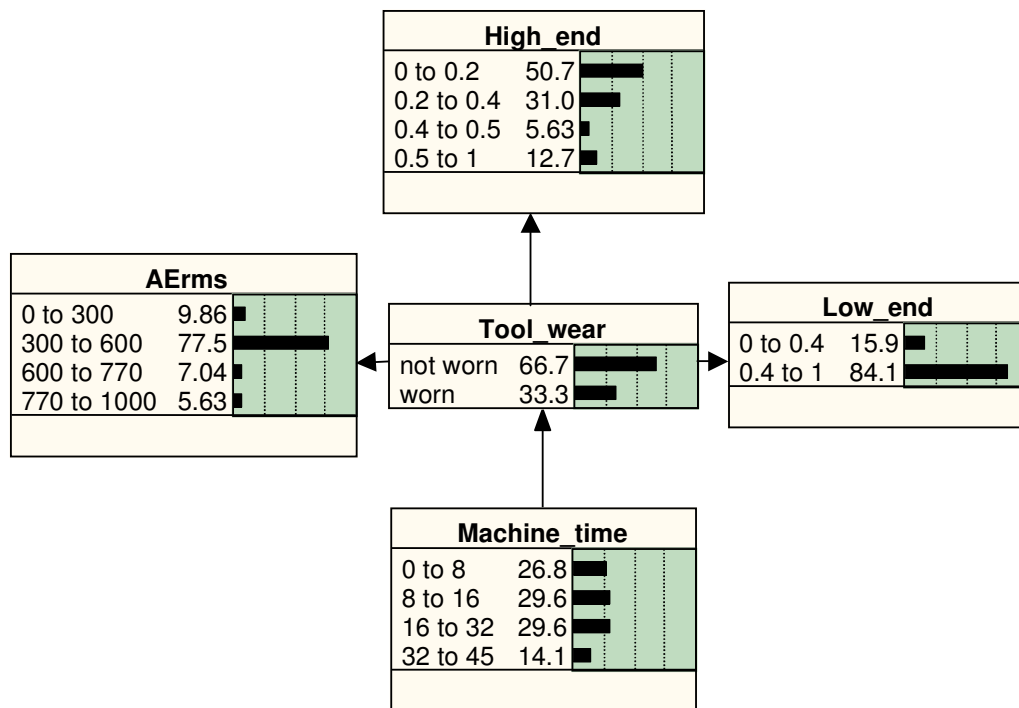 High_end
0 to 0.2 50.7
0.2 to 0.4 31.0
0.4 to 0.5 5.63
0.5 to 1 12.7
AErms
0 to 300 9.86
300 to 600 77.5
600 to 770 7.04
770 to 1000 5.63
Tool_wear
not worn 66.7
worn 33.3
Low_end
0 to 0.4 15.9
0.4 to 1 84.1
Machine_time
0 to 8 26.8
8 to 16 29.6
16 to 32 29.6
32 to 45 14.1